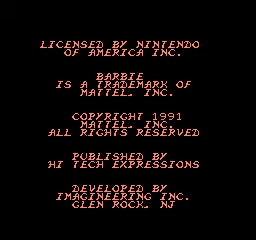 LICENSED BY NINTENDO
OF AMERICA INC.
BARBIE
IS A TRADEMARK OF
MATTEL, INC.
COPYRIGHT 1991
MATTEL, INC.
ALL RIGHTS RESERVED
PUBLISHED BY
HI TECH EXPRESSIONS
DEVELOPED BY
IMAGINEERING INC.
GLEN ROCK, NJ